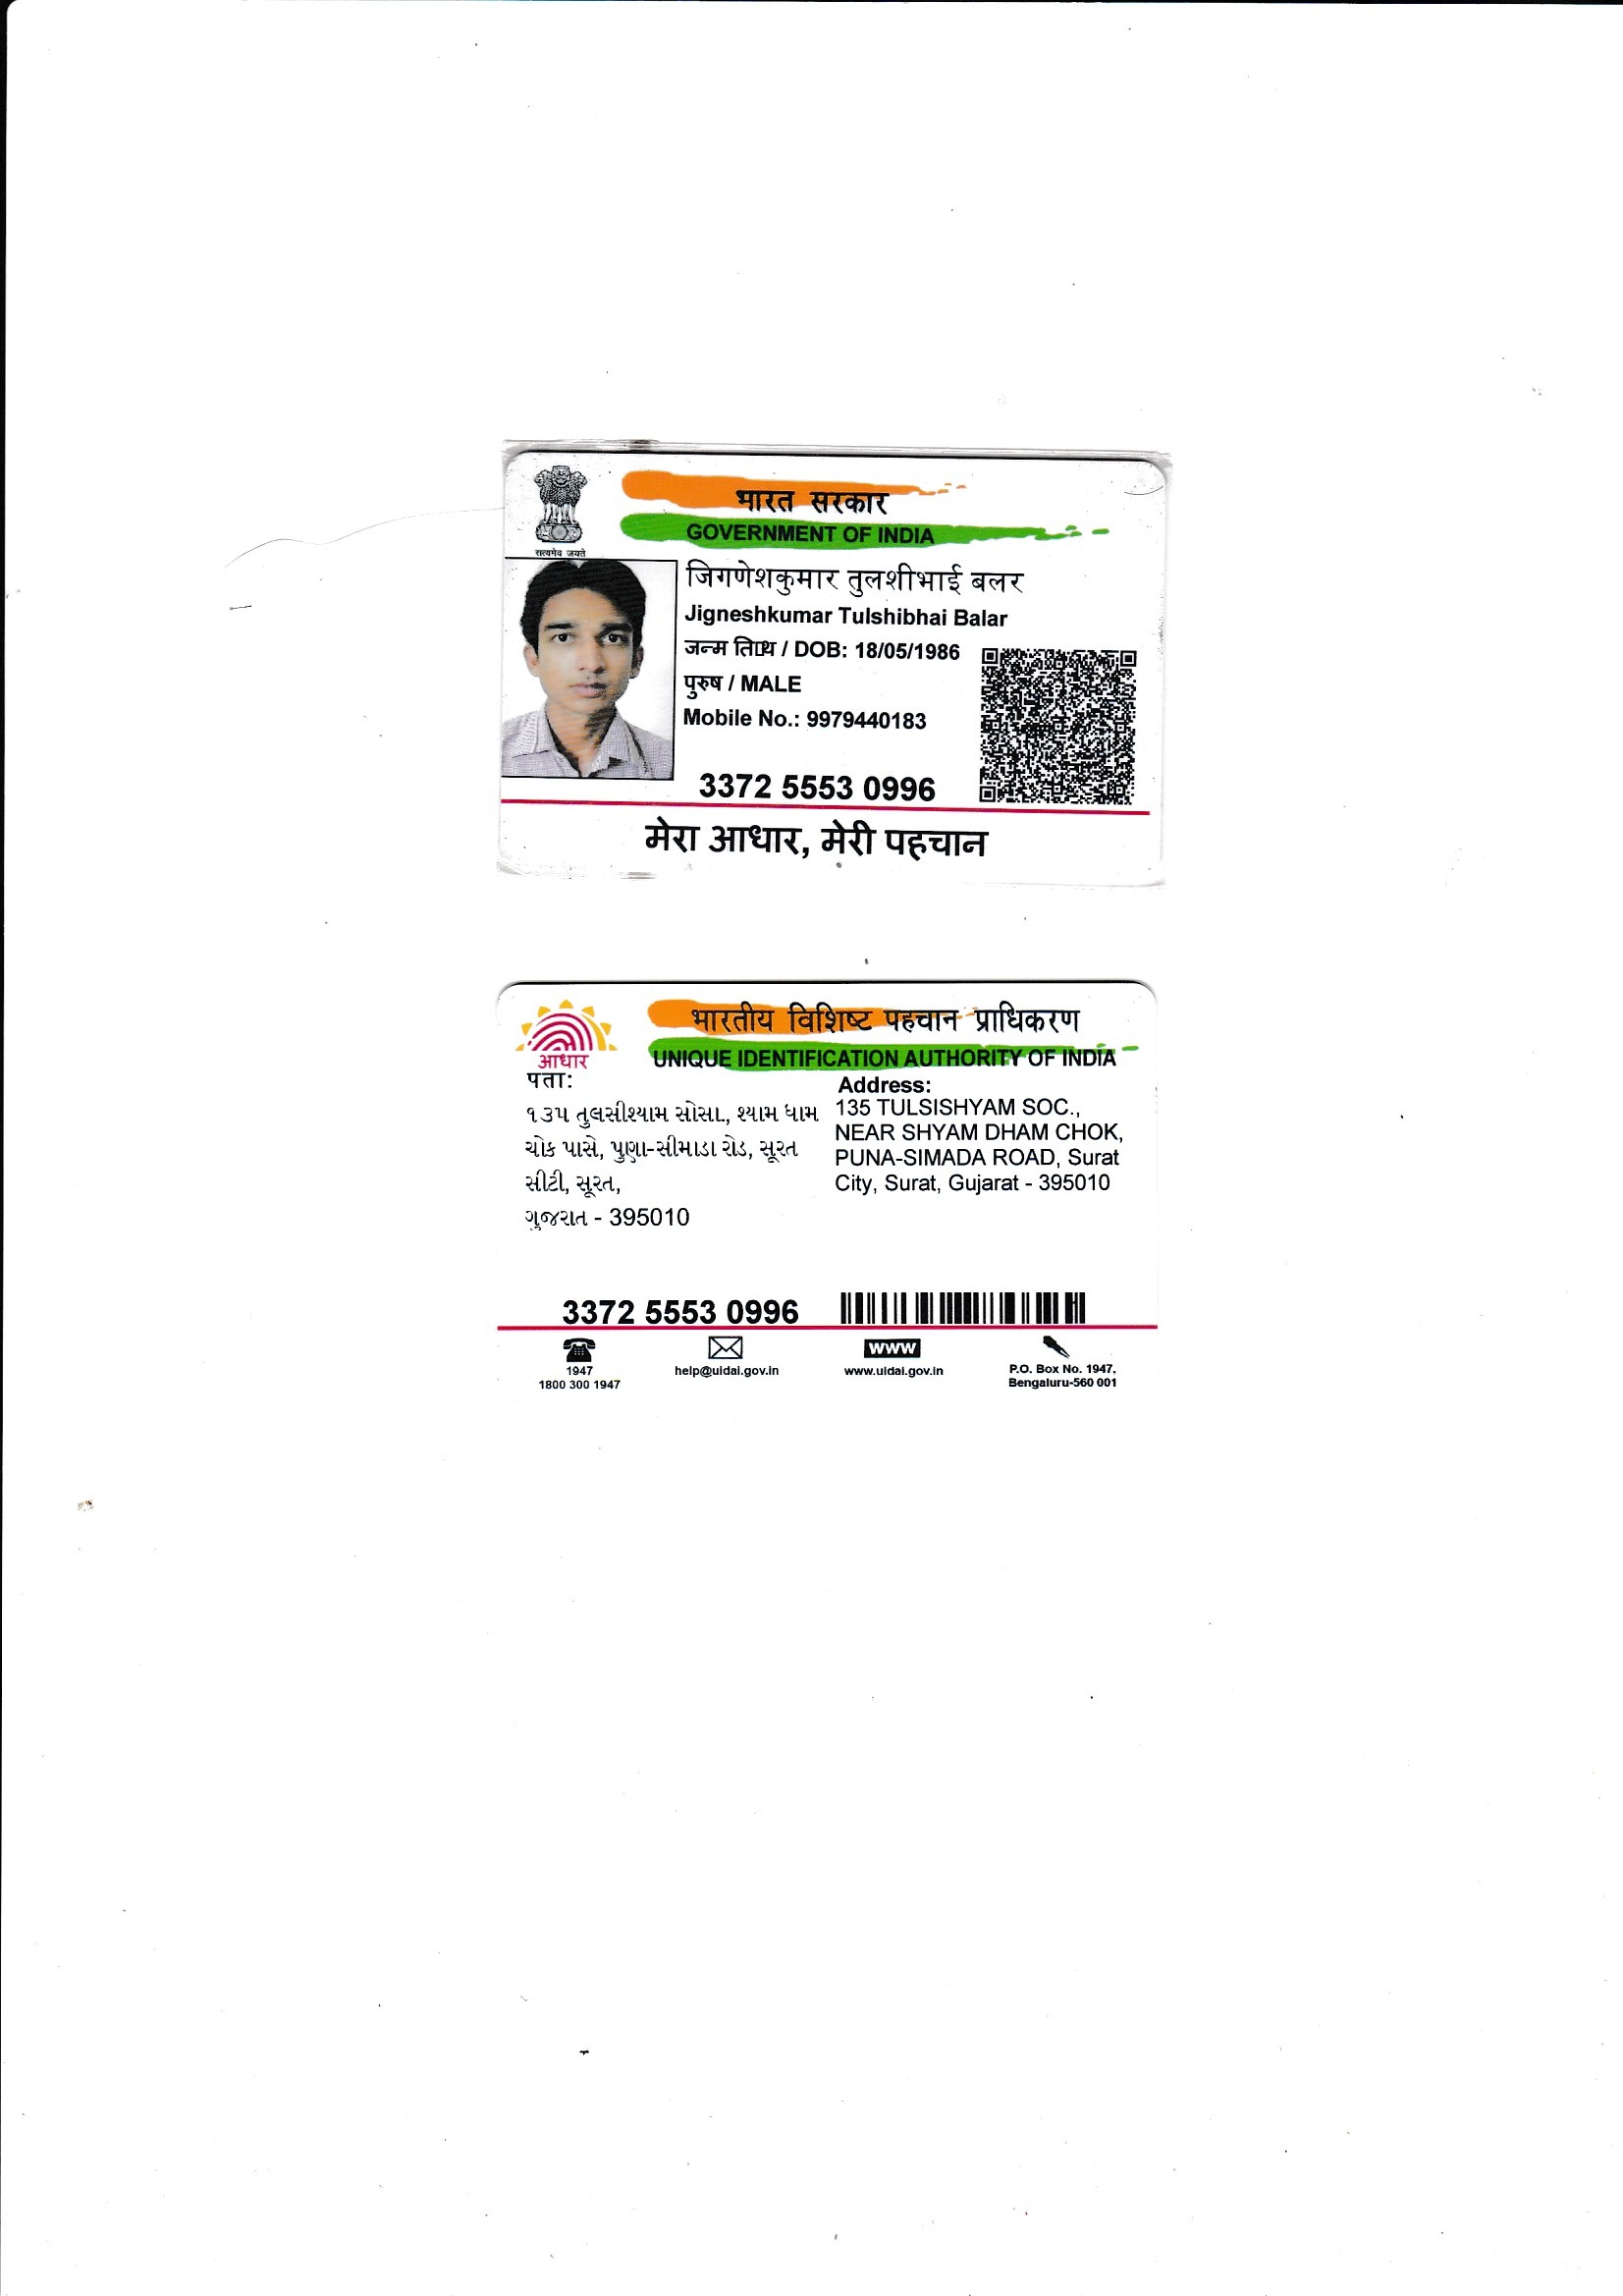 भारत सरकार
GOVERNMENT OF INDIA
सत्यमेव जयते
जिगणेशकुमार तुलशीभाई बलर
Jigneshkumar Tulshibhai Balar
जन्म तिथि / DOB: 18/05/1986
पुरुष / MALE
Mobile No.: 9979440183
3372 5553 0996
मेरा आधार, मेरी पहचान
भारतीय विशिष्ट पहचान प्राधिकरण
UNIQUE IDENTIFICATION AUTHORITY OF INDIA
आधार
पता:
૧૩૫ તુલસીશ્યામ સોસા., શ્યામ ધામ
ચોક પાસે, પુણા-સીમાડા રોડ, સૂરત
સીટી, સૂરત,
ગુજરાત - 395010
Address:
135 TULSISHYAM SOC.,
NEAR SHYAM DHAM CHOK,
PUNA-SIMADA ROAD, Surat
City, Surat, Gujarat - 395010
3372 5553 0996
1947
1800 300 1947
help@uidai.gov.in
www
www.uidai.gov.in
P.O. Box No. 1947,
Bengaluru-560 001